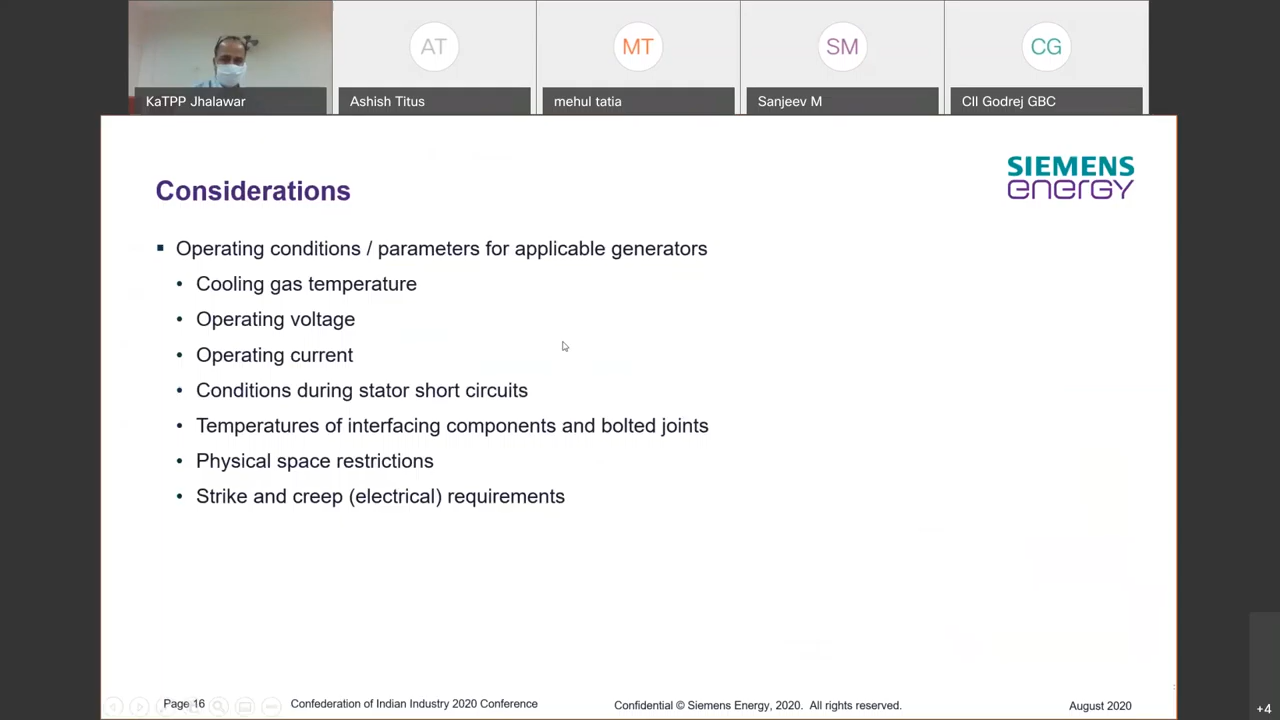 AT
MT
SM
CG
KaTPP Jhalawar
Ashish Titus
mehul tatia
Sanjeev M
CII Godrej GBC
SIEMENS
energy
Considerations
▪ Operating conditions / parameters for applicable generators
• Cooling gas temperature
• Operating voltage
• Operating current
• Conditions during stator short circuits
• Temperatures of interfacing components and bolted joints
• Physical space restrictions
• Strike and creep (electrical) requirements
Page 16
Confederation of Indian Industry 2020 Conference
Confidential © Siemens Energy, 2020. All rights reserved.
August 2020
+4